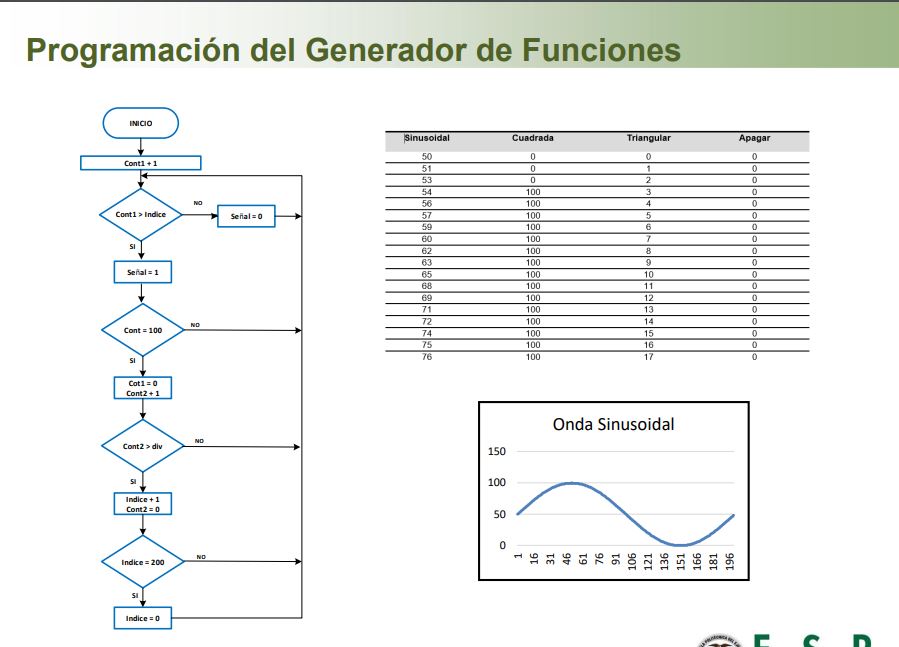 Programación del Generador de Funciones
INICIO
Cont1 + 1
Cont1 > Indice
NO
Señal = 0
SI
Señal = 1
Cont = 100
NO
SI
Cot1 = 0
Cont2 + 1
Cont2 > div
NO
SI
Indice + 1
Cont2 = 0
Indice = 200
NO
SI
Indice = 0
Sinusoidal Cuadrada Triangular Apagar
50 0 0 0
51 0 1 0
53 0 2 0
54 100 3 0
56 100 4 0
57 100 5 0
59 100 6 0
60 100 7 0
62 100 8 0
63 100 9 0
65 100 10 0
68 100 11 0
69 100 12 0
71 100 13 0
72 100 14 0
74 100 15 0
75 100 16 0
76 100 17 0
Onda Sinusoidal
150
100
50
0
1 16 31 46 61 76 91 106 121 136 151 166 181 196